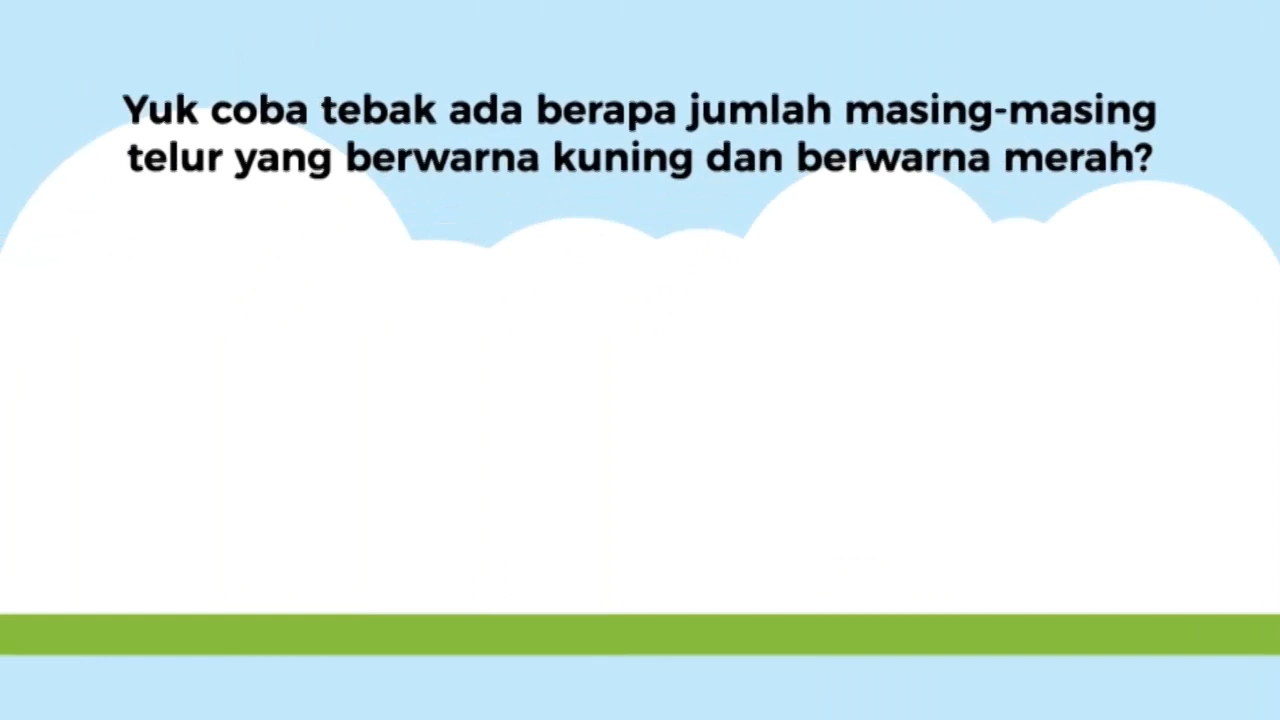 Yuk coba tebak ada berapa jumlah masing-masing
telur yang berwarna kuning dan berwarna merah?